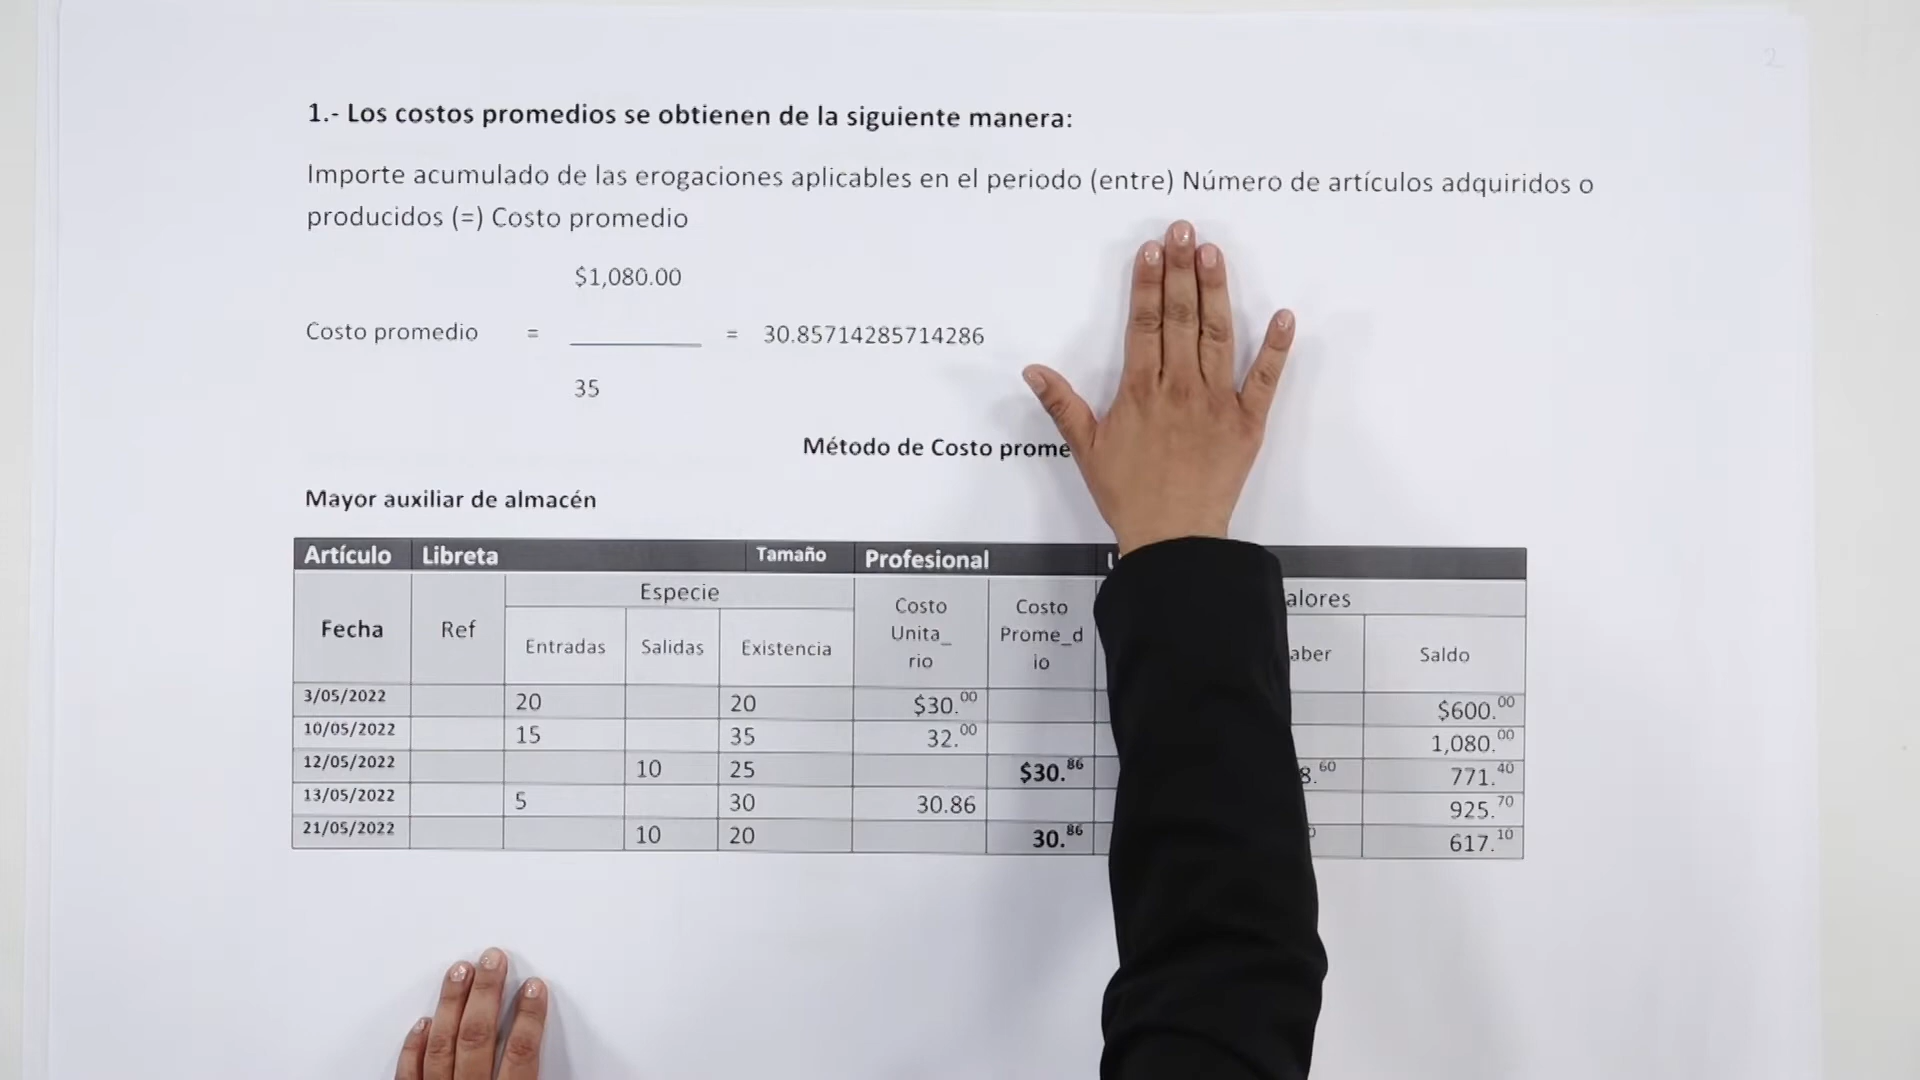 2
1.- Los costos promedios se obtienen de la siguiente manera:
Importe acumulado de las erogaciones aplicables en el periodo (entre) Número de artículos adquiridos o
producidos (=) Costo promedio
$1,080.00
Costo promedio = = 30.85714285714286
35
Método de Costo
Mayor auxiliar de almacén
Artículo Libreta Tamaño Profesional
Especie
Fecha Ref Entradas Salidas Existencia Costo Unita_ rio Costo Prome_d io Saldo
3/05/2022 20 20 $30.00 $600.00
10/05/2022 15 35 32.00 1,080.00
12/05/2022 10 25 $30.86 771.40
13/05/2022 5 30 30.86 925.70
21/05/2022 10 20 30.86 617.10